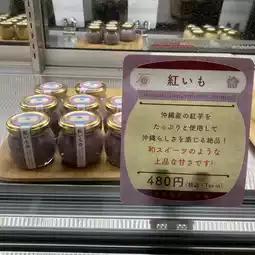 紅いも
沖縄産の紅芋を
たっぷりと使用して
沖縄らしさを感じる絶品!
和スイーツのような
上品な甘さです!
480円